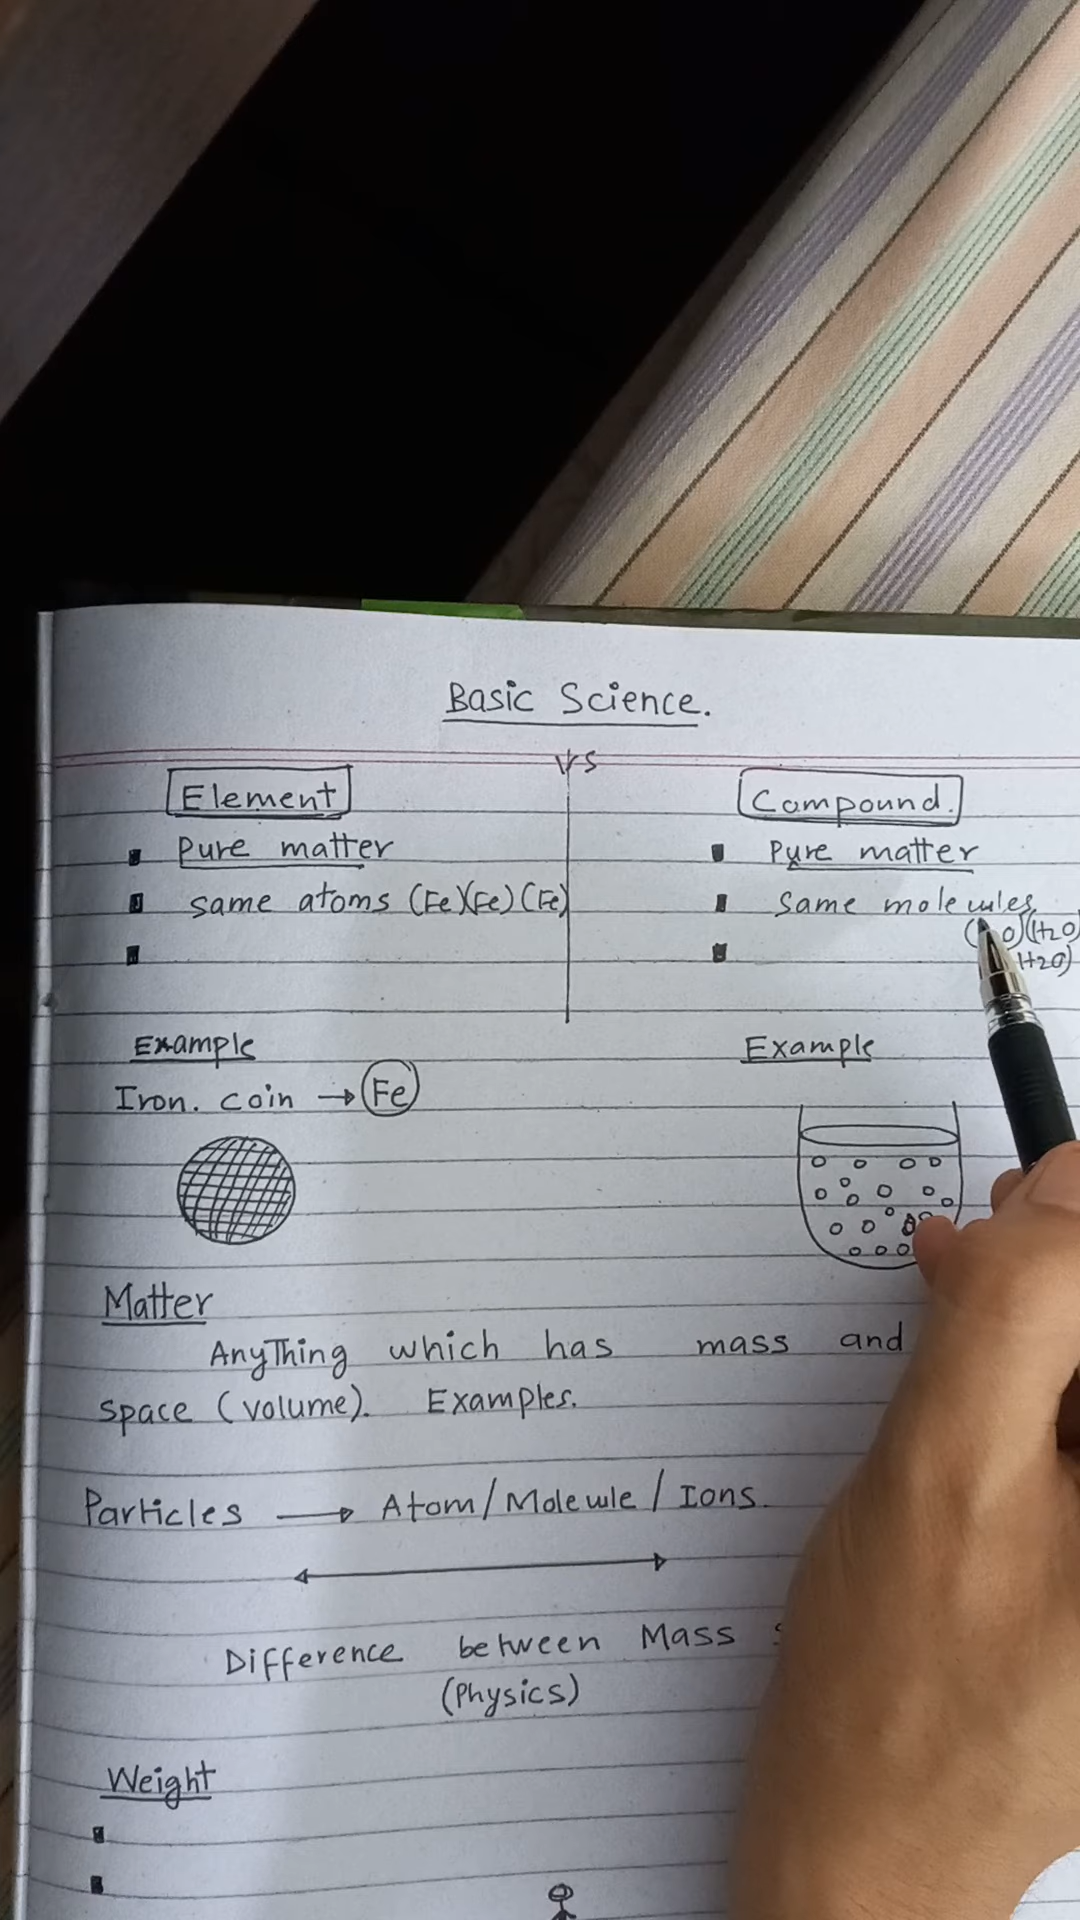 Basic Science.
vs
Element
Pure matter
same atoms (Fe)(Fe)(Fe)
Compound.
Pure matter
Same molecules
O)(H2O)
H2O)
Example
Iron. coin → Fe
Example
Matter
AnyThing which has mass and
space (volume). Examples.
Particles → Atom/Molecule/Ions.
Difference between Mass
(Physics)
Weight